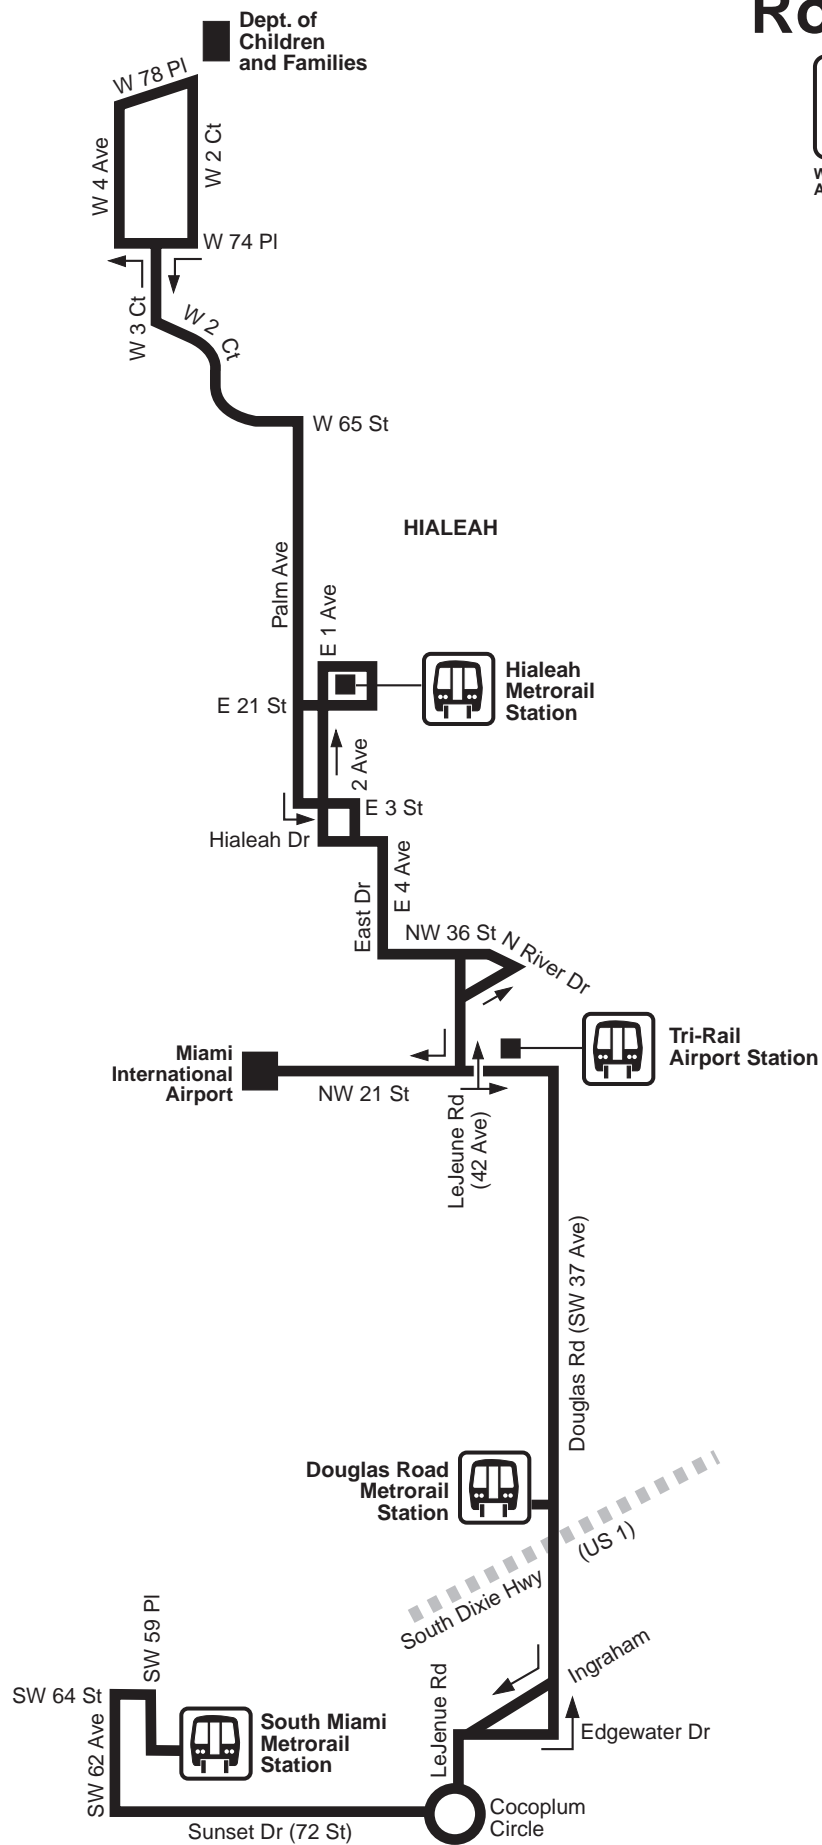 Ro
W
A
Dept. of
Children
and Families
W 78 Pl
W 4 Ave
W 2 Ct
W 74 Pl
W 3 Ct
W 2 Ct
W 65 St
HIALEAH
Palm Ave
E 1 Ave
Hialeah
Metrorail
Station
E 21 St
2 Ave
E 3 St
Hialeah Dr
East Dr
E 4 Ave
NW 36 St
N River Dr
Tri-Rail
Airport Station
Miami
International
Airport
NW 21 St
LeJeune Rd
(42 Ave)
Douglas Rd (SW 37 Ave)
Douglas Road
Metrorail
Station
(US 1)
South Dixie Hwy
SW 59 Pl
Ingraham
SW 64 St
LeJenue Rd
South Miami
Metrorail
Station
SW 62 Ave
Edgewater Dr
Cocoplum
Circle
Sunset Dr (72 St)